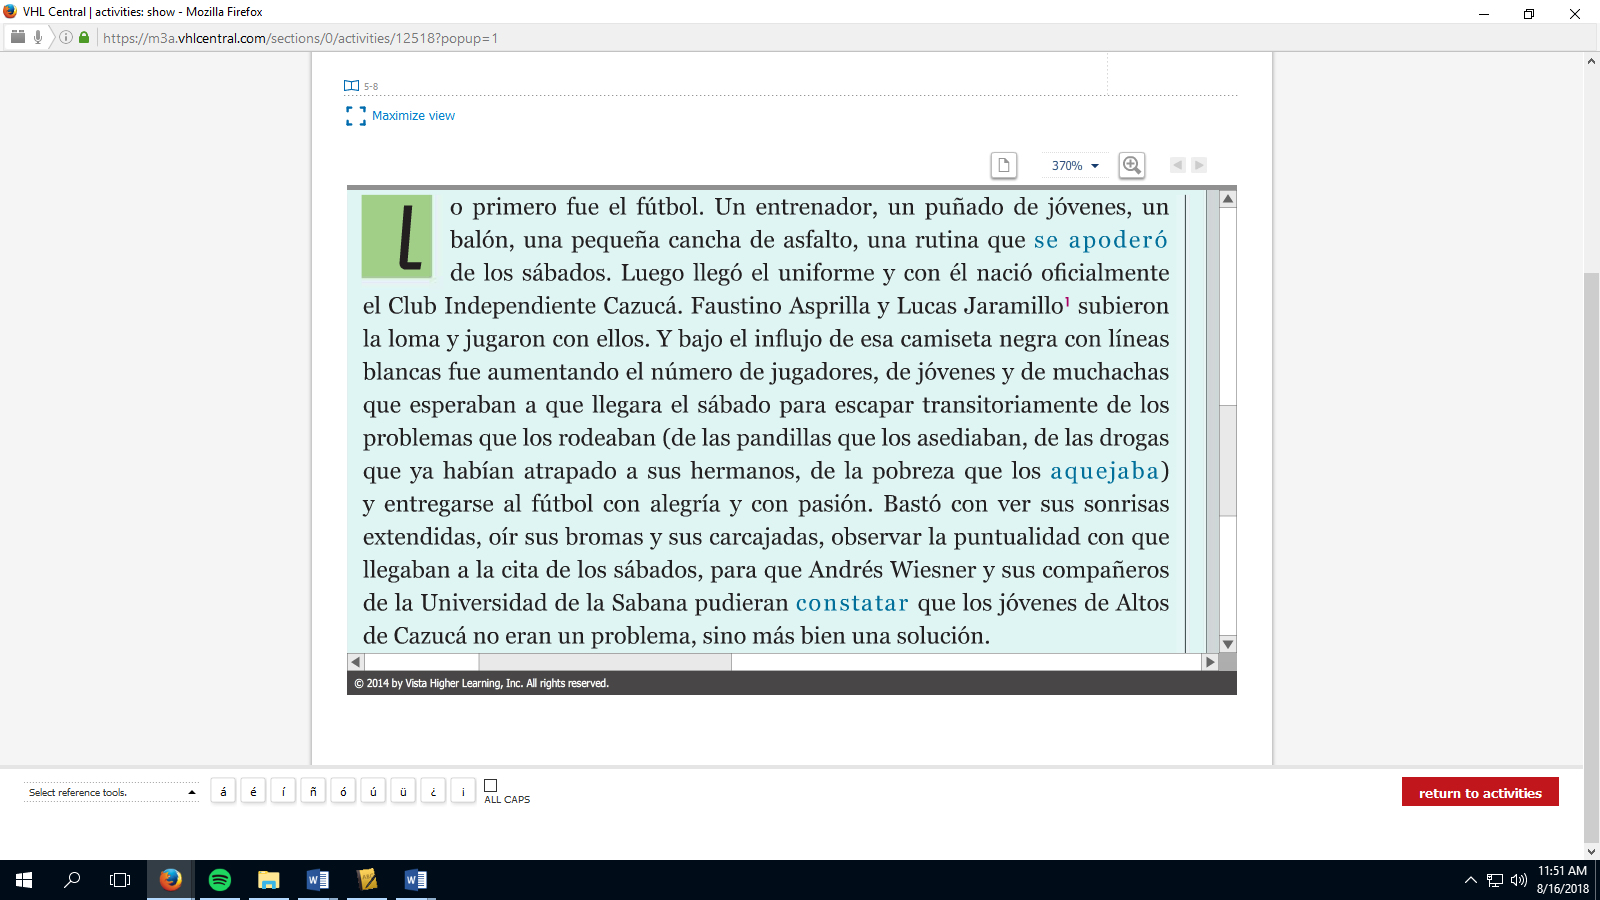 VHL Central | activities: show - Mozilla Firefox
https://m3a.vhlcentral.com/sections/0/activities/12518?popup=1
5-8
Maximize view
370%
Lo primero fue el fútbol. Un entrenador, un puñado de jóvenes, un
balón, una pequeña cancha de asfalto, una rutina que se apoderó
de los sábados. Luego llegó el uniforme y con él nació oficialmente
el Club Independiente Cazucá. Faustino Asprilla y Lucas Jaramillo¹ subieron
la loma y jugaron con ellos. Y bajo el influjo de esa camiseta negra con líneas
blancas fue aumentando el número de jugadores, de jóvenes y de muchachas
que esperaban a que llegara el sábado para escapar transitoriamente de los
problemas que los rodeaban (de las pandillas que los asediaban, de las drogas
que ya habían atrapado a sus hermanos, de la pobreza que los aquejaba)
y entregarse al fútbol con alegría y con pasión. Bastó con ver sus sonrisas
extendidas, oír sus bromas y sus carcajadas, observar la puntualidad con que
llegaban a la cita de los sábados, para que Andrés Wiesner y sus compañeros
de la Universidad de la Sabana pudieran constatar que los jóvenes de Altos
de Cazucá no eran un problema, sino más bien una solución.
© 2014 by Vista Higher Learning, Inc. All rights reserved.
Select reference tools.
á é í ñ ó ú ü ¿ ¡
ALL CAPS
return to activities
11:51 AM
8/16/2018